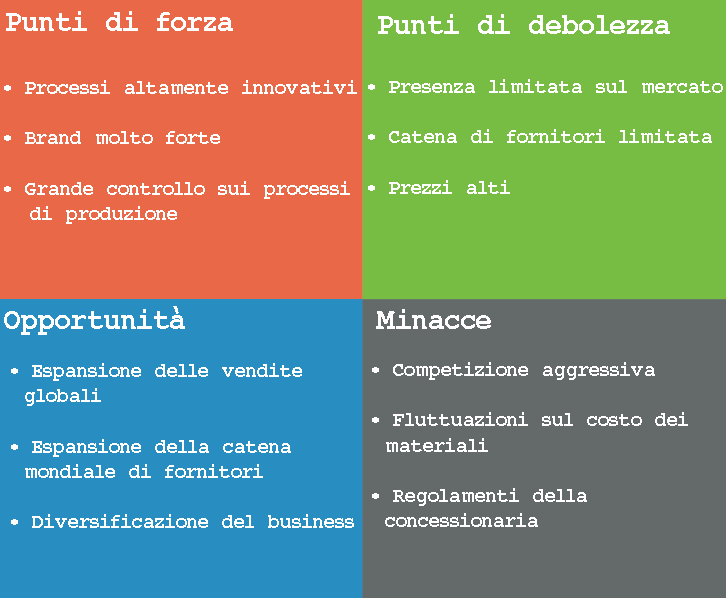 Punti di forza
• Processi altamente innovativi
• Brand molto forte
• Grande controllo sui processi
di produzione
Punti di debolezza
• Presenza limitata sul mercato
• Catena di fornitori limitata
• Prezzi alti
Opportunità
• Espansione delle vendite
globali
• Espansione della catena
mondiale di fornitori
• Diversificazione del business
Minacce
• Competizione aggressiva
• Fluttuazioni sul costo dei
materiali
• Regolamenti della
concessionaria